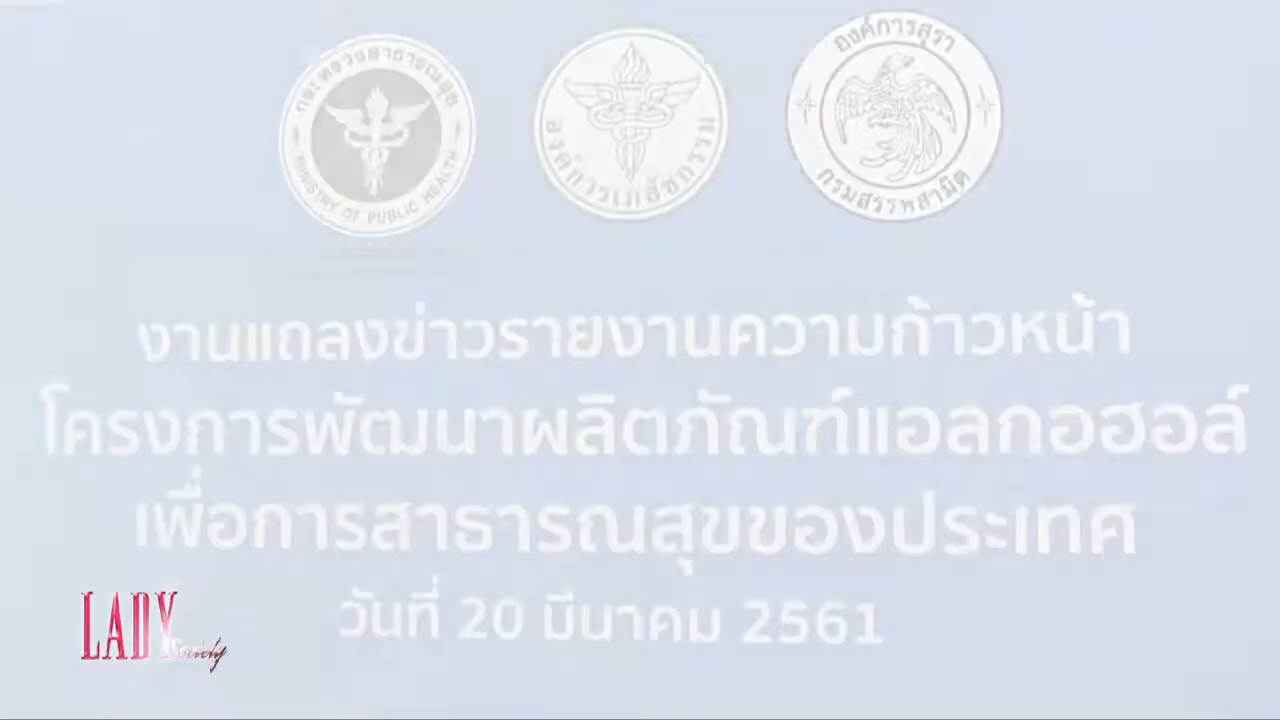 กระทรวงสาธารณสุข
MINISTRY OF PUBLIC HEALTH
องค์การเภสัชกรรม
องค์การสุรา
กรมสรรพสามิต
งานแถลงข่าวรายงานความก้าวหน้า
โครงการพัฒนาผลิตภัณฑ์แอลกอฮอล์
เพื่อการสาธารณสุขของประเทศ
วันที่ 20 มีนาคม 2561
LADY
Society